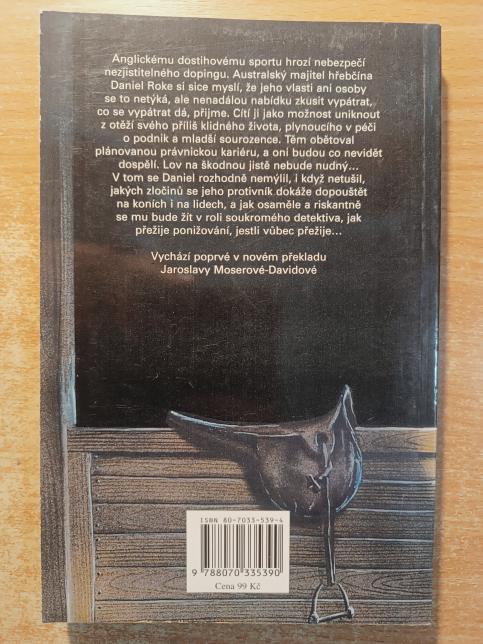 Anglickému dostihovému sportu hrozí nebezpečí
nezjistitelného dopingu. Australský majitel hřebčína
Daniel Roke si sice myslí, že jeho vlasti ani osoby
se to netýká, ale nenadálou nabídku zkusit vypátrat,
co se vypátrat dá, přijme. Cítí ji jako možnost uniknout
z otěží svého příliš klidného života, plynoucího v péči
o podnik a mladší sourozence. Těm obětoval
plánovanou právnickou kariéru, a oni budou co nevidět
dospělí. Lov na škodnou jistě nebude nudný...
V tom se Daniel rozhodně nemýlil, i když netušil,
jakých zločinů se jeho protivník dokáže dopouštět
na koních i na lidech, a jak osaměle a riskantně
se mu bude žít v roli soukromého detektiva, jak
přežije ponižování, jestli vůbec přežije...
Vychází poprvé v novém překladu
Jaroslavy Moserové-Davidové
ISBN 80-7033-539-4
9 788070 335390
Cena 99 Kč